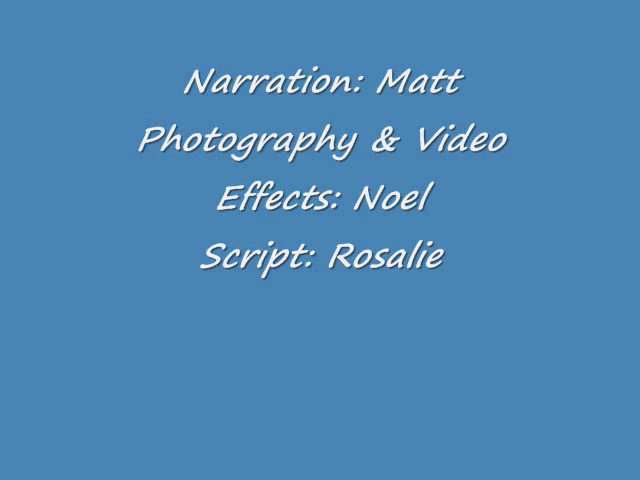 Narration: Matt
Photography & Video
Effects: Noel
Script: Rosalie